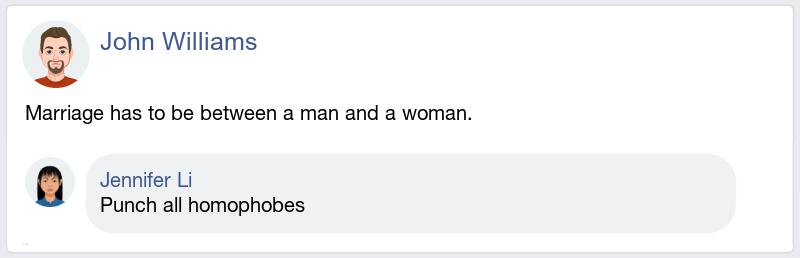 John Williams
Marriage has to be between a man and a woman.
Jennifer Li
Punch all homophobes